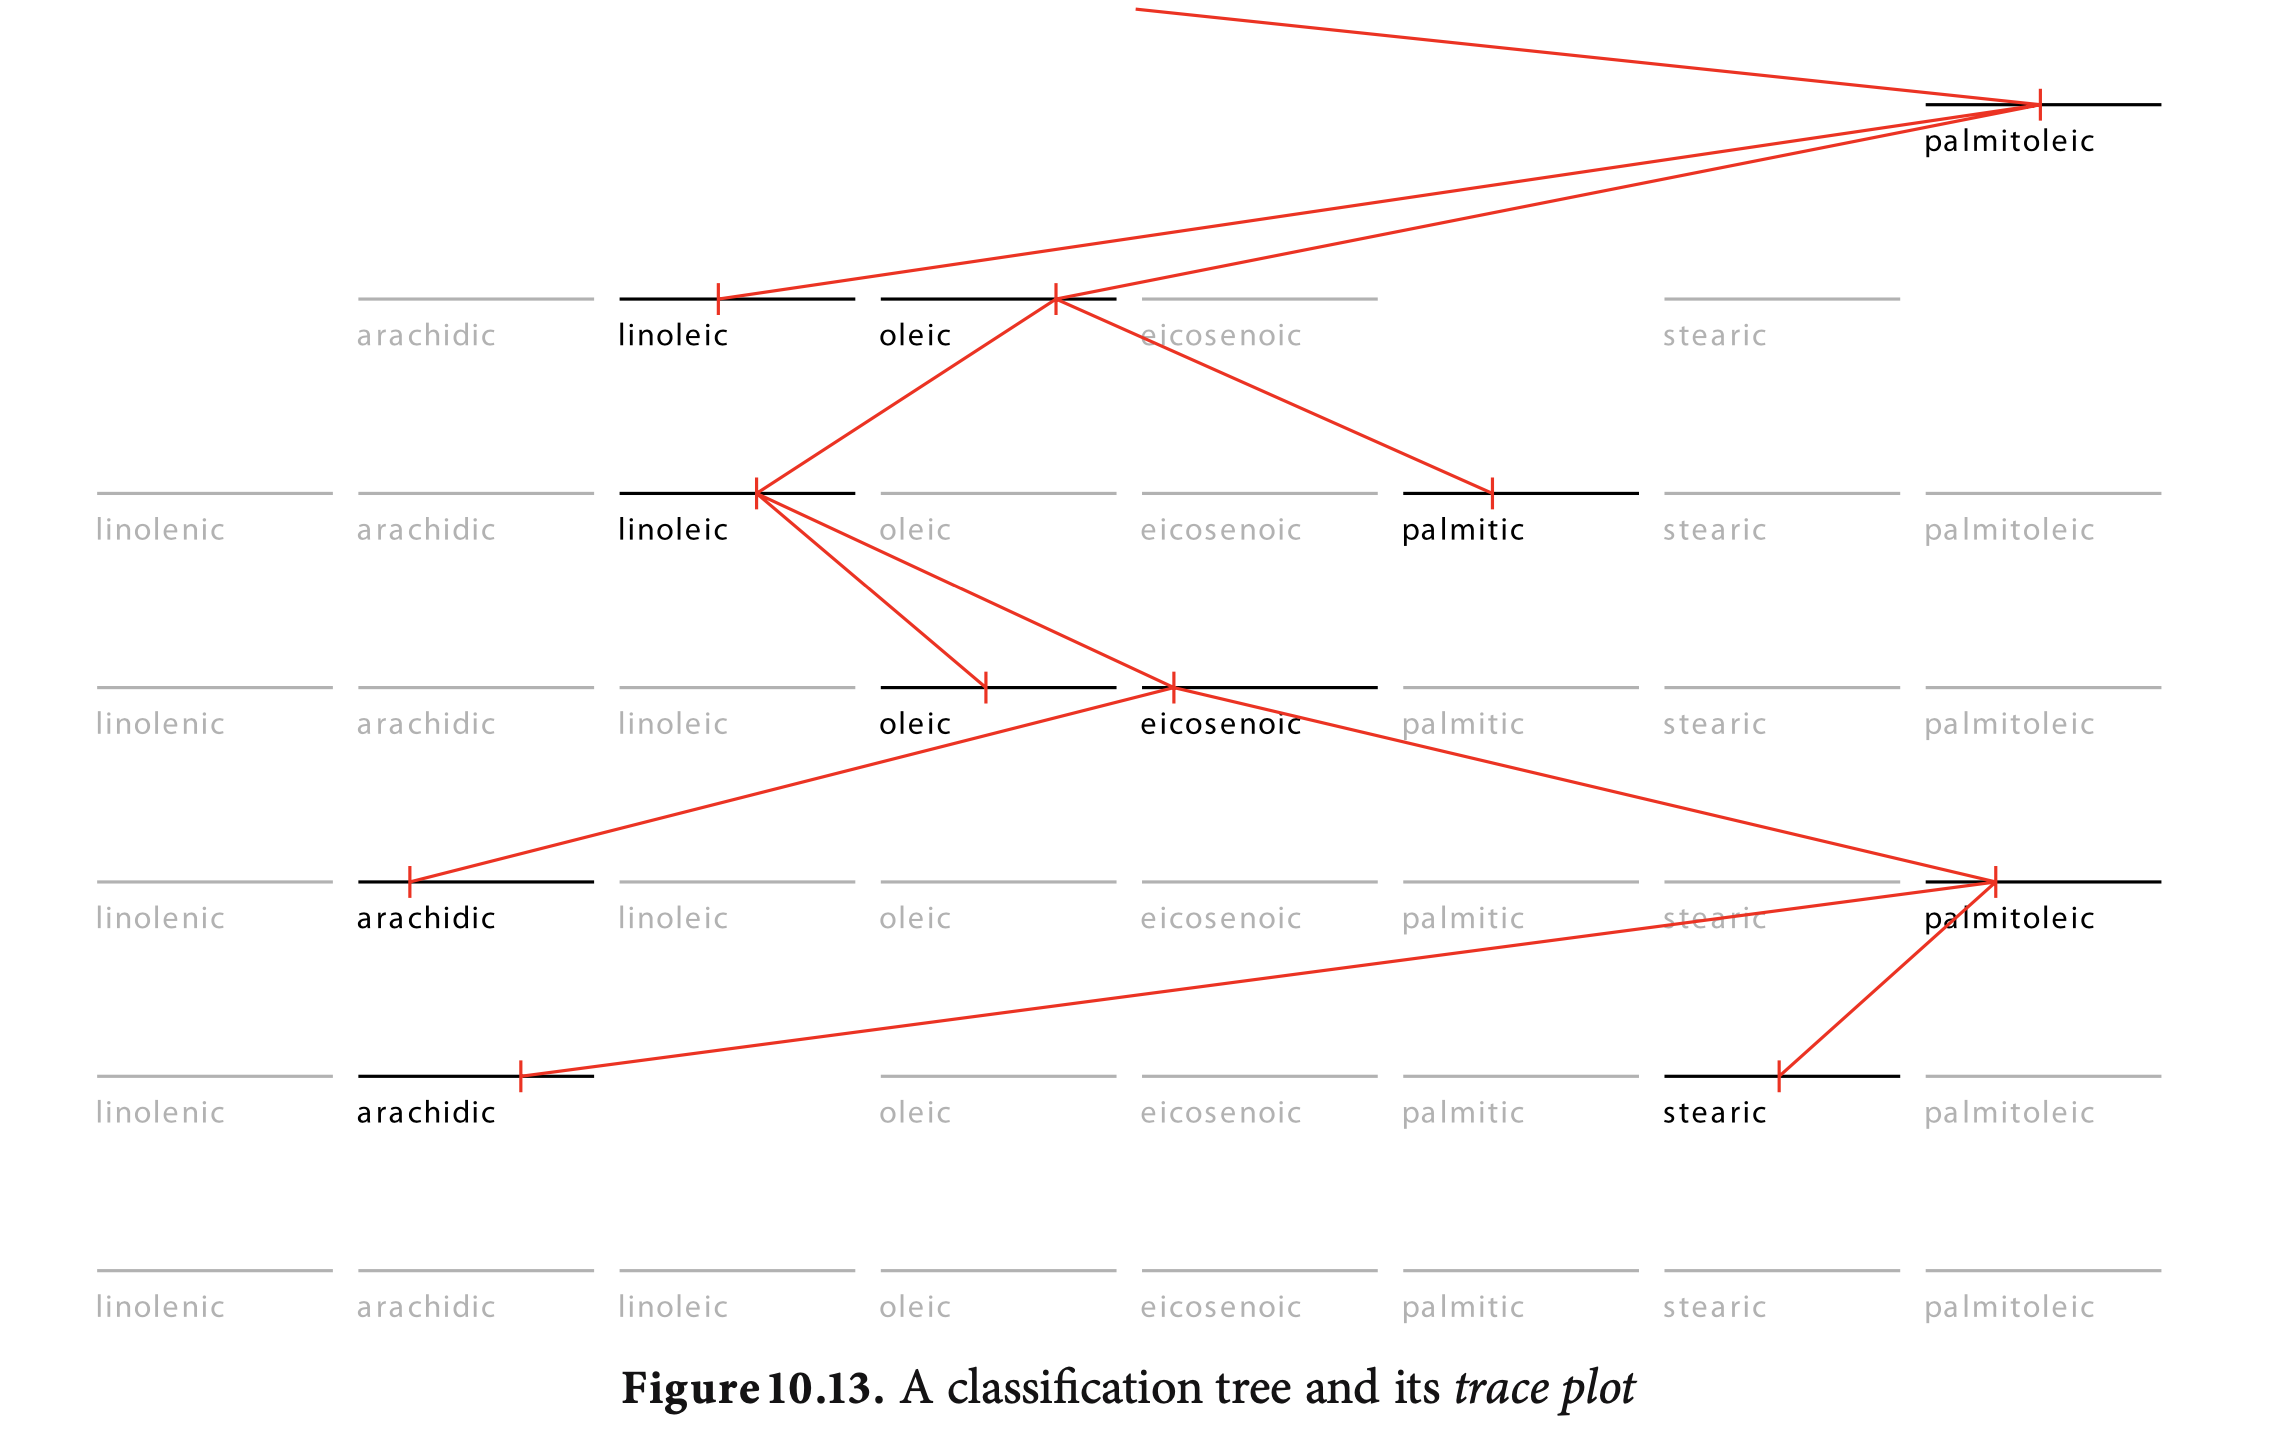 palmitoleic
arachidic linoleic oleic eicosenoic stearic
linolenic arachidic linoleic oleic eicosenoic palmitic stearic palmitoleic
linolenic arachidic linoleic oleic eicosenoic palmitic stearic palmitoleic
linolenic arachidic linoleic oleic eicosenoic palmitic stearic palmitoleic
linolenic arachidic oleic eicosenoic palmitic stearic palmitoleic
linolenic arachidic linoleic oleic eicosenoic palmitic stearic palmitoleic
Figure 10.13. A classification tree and its trace plot